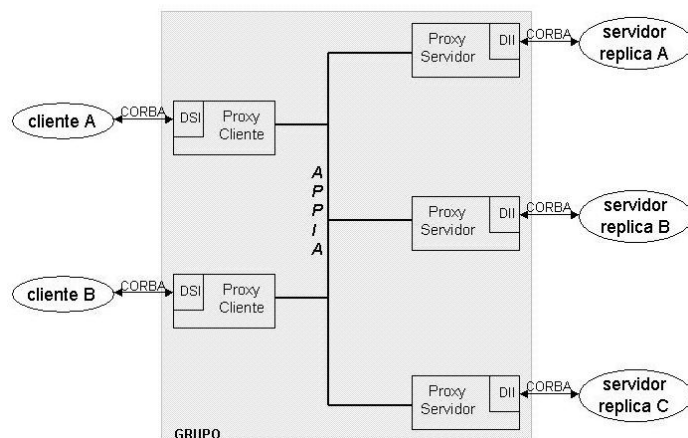 Proxy
Servidor
DII
CORBA
servidor
replica A
cliente A
CORBA
DSI
Proxy
Cliente
A
P
P
I
A
Proxy
Servidor
DII
CORBA
servidor
replica B
cliente B
CORBA
DSI
Proxy
Cliente
Proxy
Servidor
DII
CORBA
servidor
replica C
GRUPO